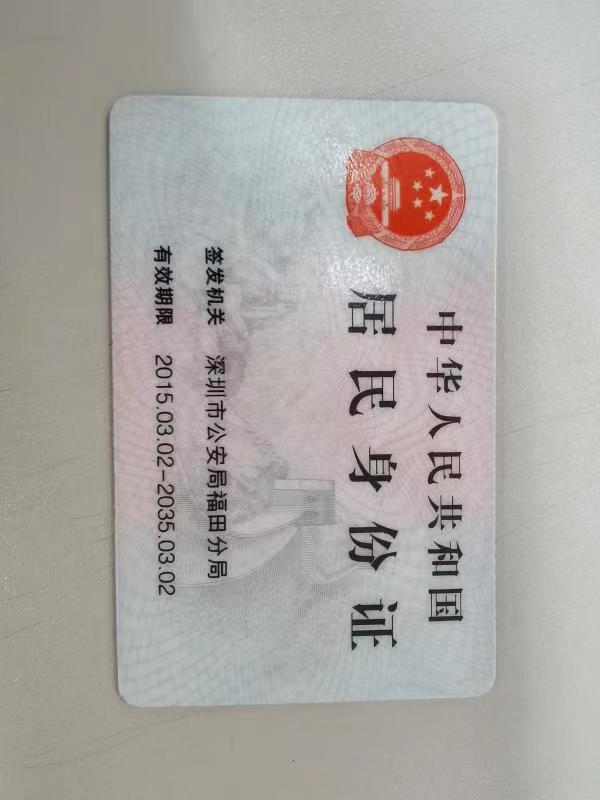 中华人民共和国
居民身份证
签发机关 深圳市公安局福田分局
有效期限 2015.03.02-2035.03.02